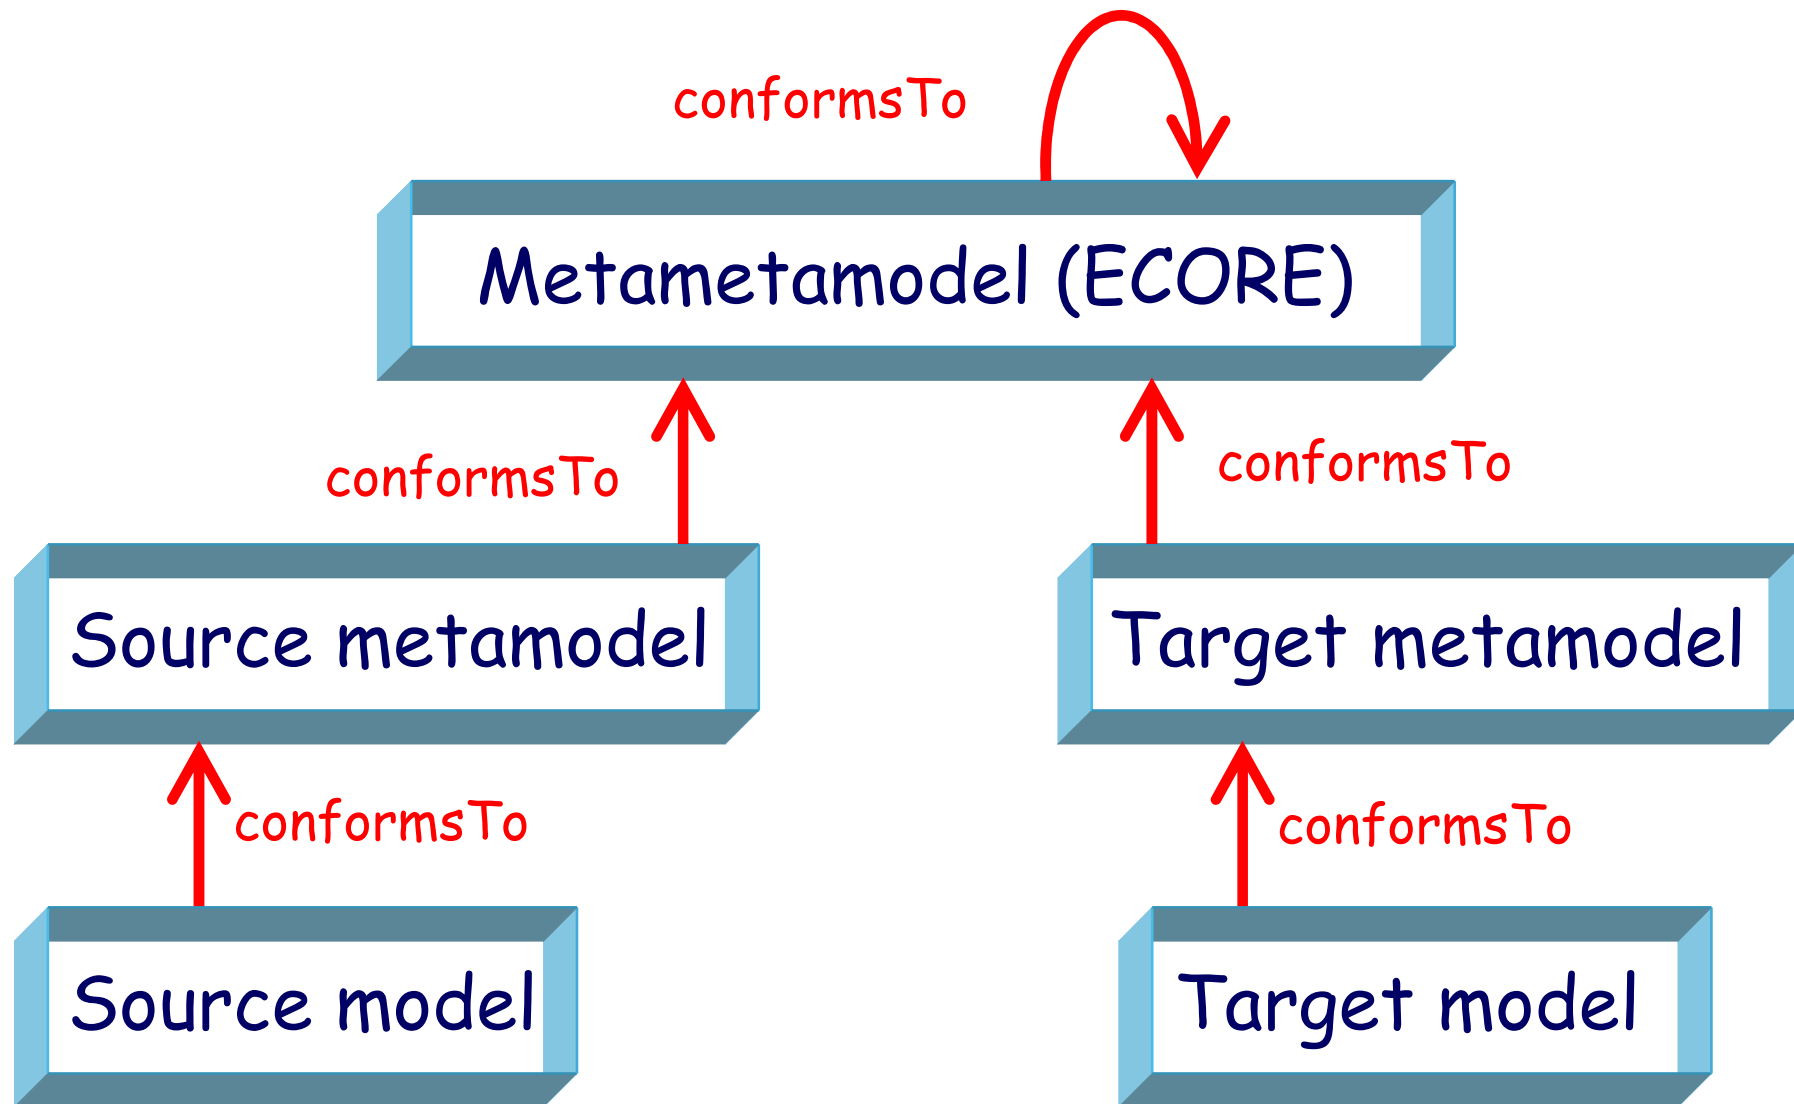 conformsTo
Metametamodel (ECORE)
conformsTo
conformsTo
Source metamodel
Target metamodel
conformsTo
conformsTo
Source model
Target model